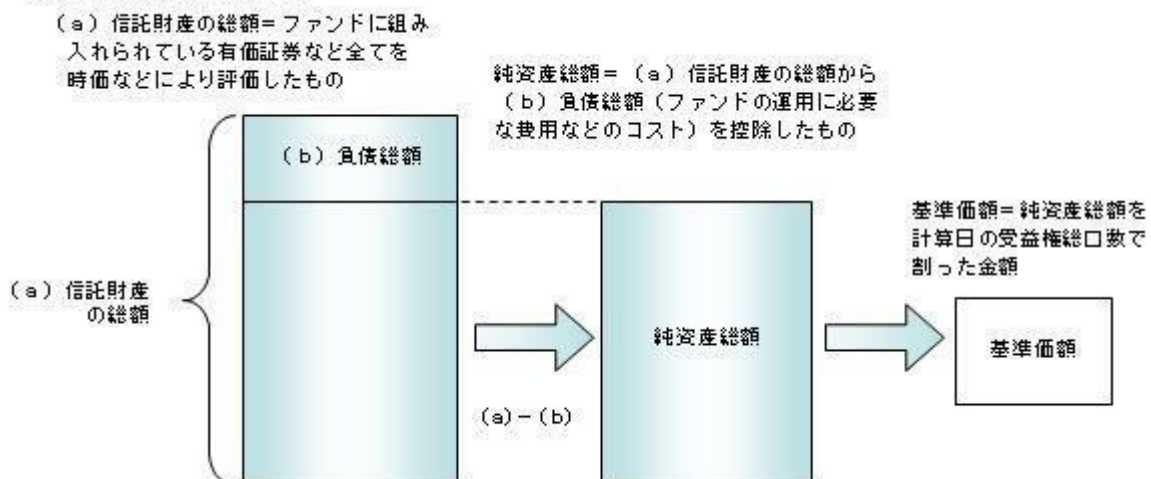 (a)信託財産の総額=ファンドに組み
入れられている有価証券など全てを
時価などにより評価したもの
純資産総額=(a)信託財産の総額から
(b)負債総額(ファンドの運用に必要
な費用などのコスト)を控除したもの
(b)負債総額
基準価額=純資産総額を
計算日の受益権総口数で
割った金額
(a)信託財産
の総額
純資産総額
基準価額
(a)-(b)